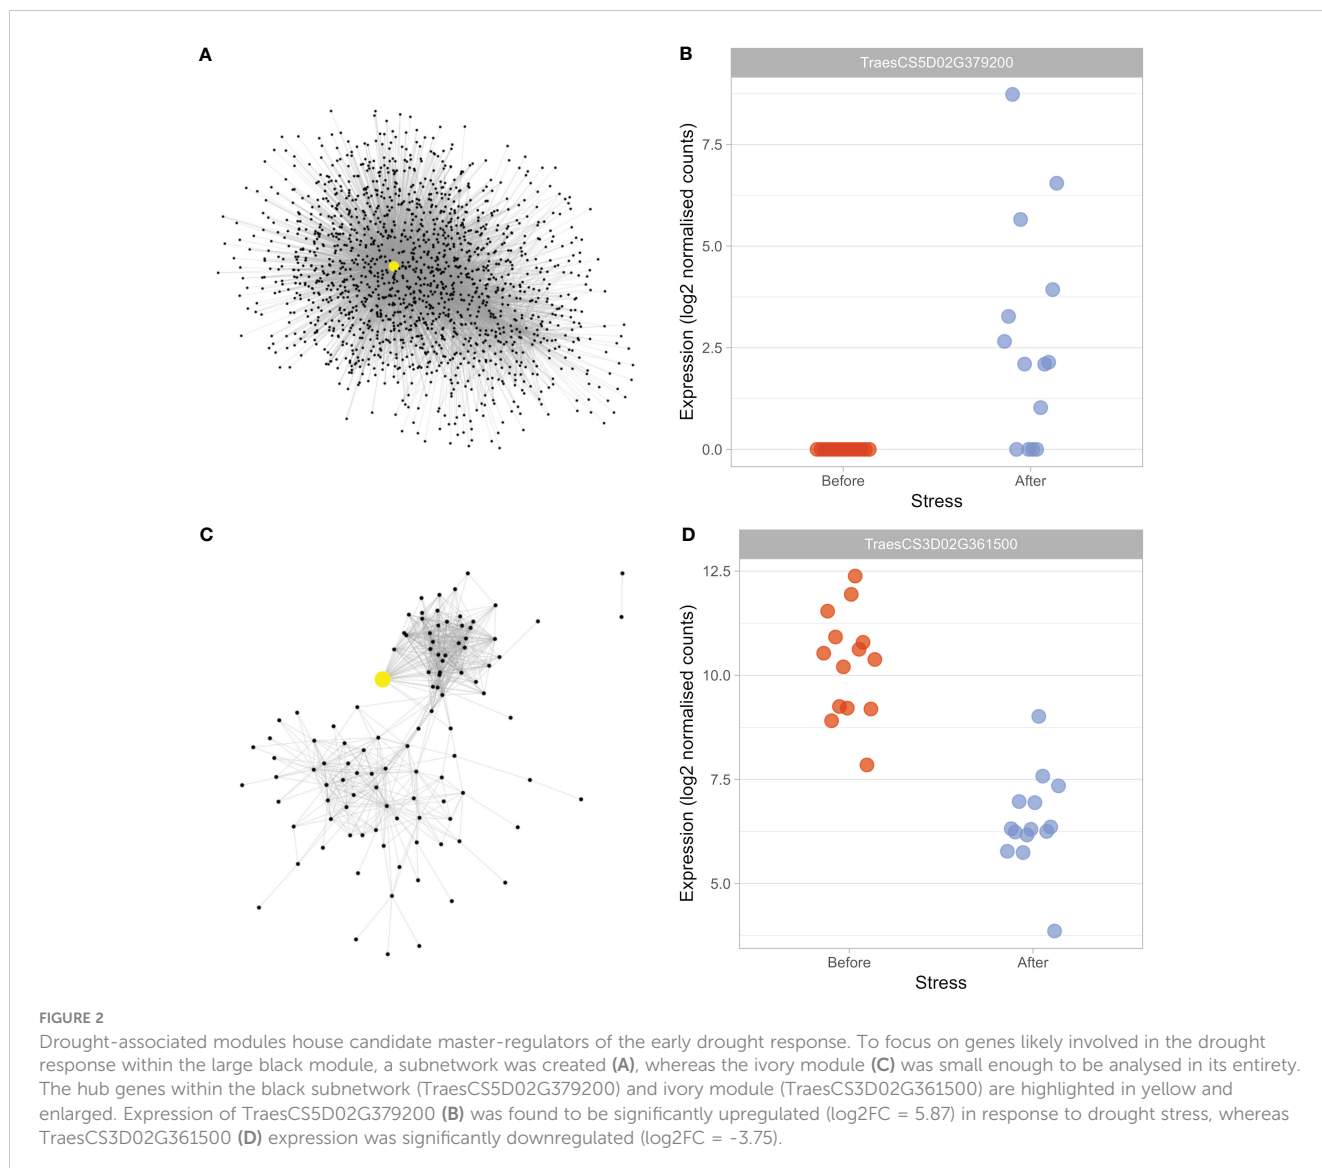 A
B
TraesCS5D02G379200
Expression (log2 normalised counts)
7.5
5.0
2.5
0.0
Before
After
Stress
C
D
TraesCS3D02G361500
Expression (log2 normalised counts)
12.5
10.0
7.5
5.0
Before
After
Stress
FIGURE 2
Drought-associated modules house candidate master-regulators of the early drought response. To focus on genes likely involved in the drought
response within the large black module, a subnetwork was created (A), whereas the ivory module (C) was small enough to be analysed in its entirety.
The hub genes within the black subnetwork (TraesCS5D02G379200) and ivory module (TraesCS3D02G361500) are highlighted in yellow and
enlarged. Expression of TraesCS5D02G379200 (B) was found to be significantly upregulated (log2FC = 5.87) in response to drought stress, whereas
TraesCS3D02G361500 (D) expression was significantly downregulated (log2FC = -3.75).